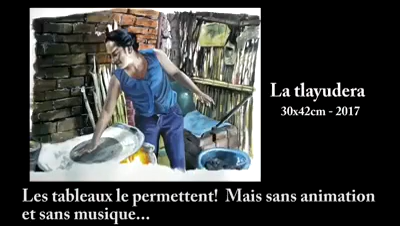 La tlayudera
30x42cm - 2017
Les tableaux le permettent!  Mais sans animation
et sans musique...